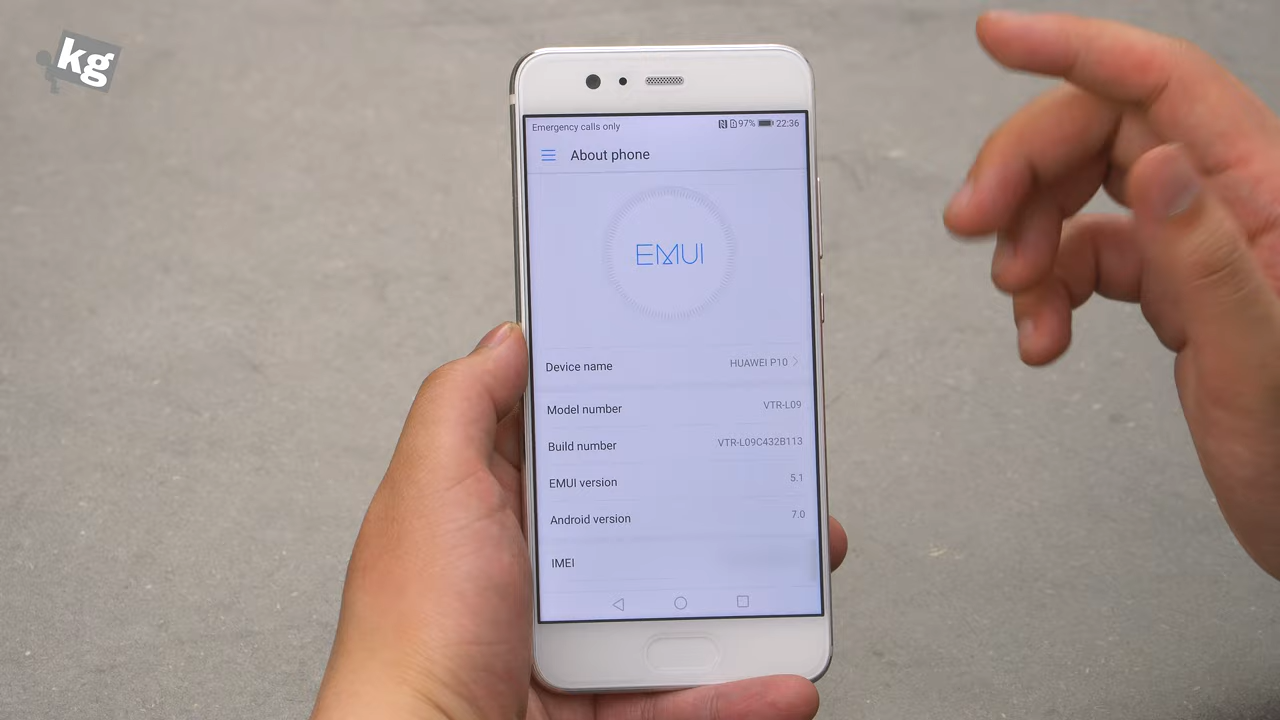 kg
Emergency calls only 97% 22:36
About phone
EMUI
Device name HUAWEI P10
Model number VTR-L09
Build number VTR-L09C432B113
EMUI version 5.1
Android version 7.0
IMEI